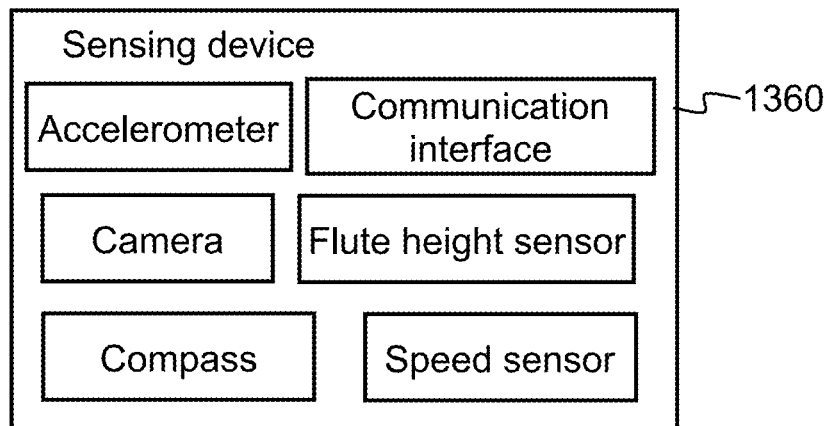 Sensing device
Accelerometer
Communication
interface
1360
Camera
Flute height sensor
Compass
Speed sensor